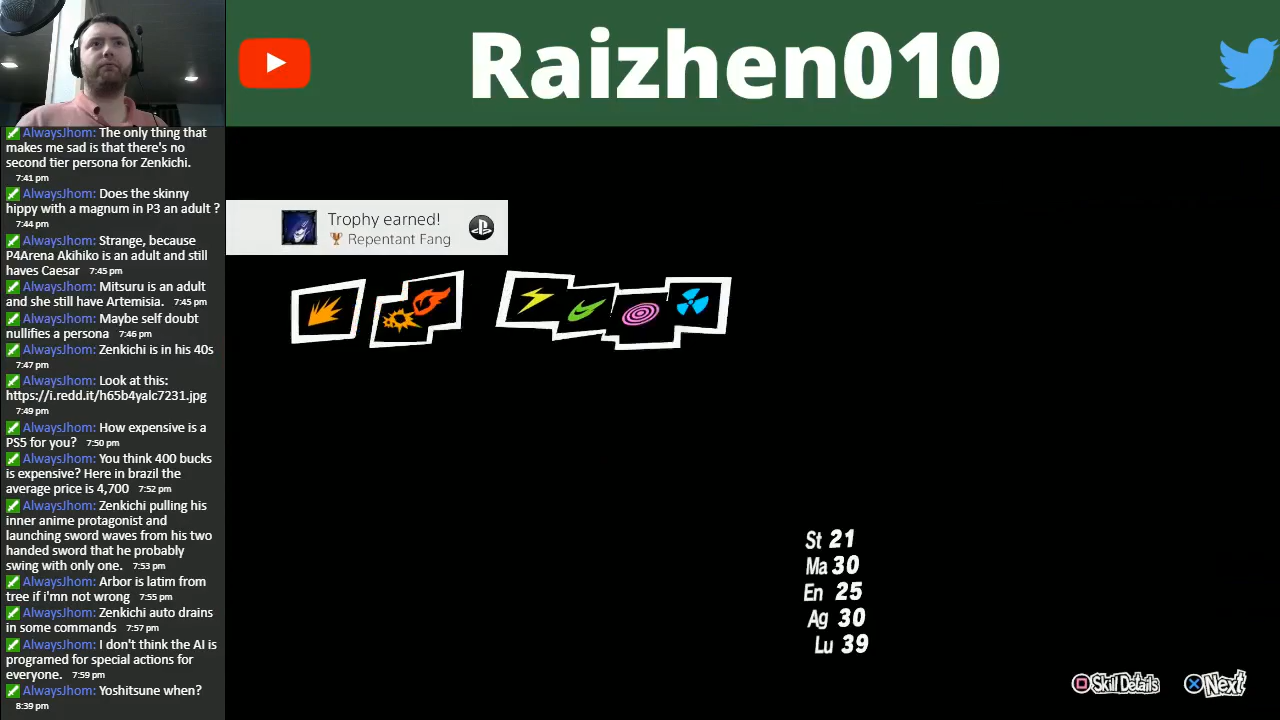 Raizhen010
AlwaysJhom: The only thing that
makes me sad is that there's no
second tier persona for Zenkichi.
7:41 pm
AlwaysJhom: Does the skinny
hippy with a magnum in P3 an adult ?
7:44 pm
AlwaysJhom: Strange, because
P4Arena Akihiko is an adult and still
haves Caesar 7:45 pm
AlwaysJhom: Mitsuru is an adult
and she still have Artemisia. 7:45 pm
AlwaysJhom: Maybe self doubt
nullifies a persona 7:46 pm
AlwaysJhom: Zenkichi is in his 40s
7:47 pm
AlwaysJhom: Look at this:
https://i.redd.it/h65b4yalc7231.jpg
7:49 pm
AlwaysJhom: How expensive is a
PS5 for you? 7:50 pm
AlwaysJhom: You think 400 bucks
is expensive? Here in brazil the
average price is 4,700 7:52 pm
AlwaysJhom: Zenkichi pulling his
inner anime protagonist and
launching sword waves from his two
handed sword that he probably
swing with only one. 7:53 pm
AlwaysJhom: Arbor is latim from
tree if i'mn not wrong 7:55 pm
AlwaysJhom: Zenkichi auto drains
in some commands 7:57 pm
AlwaysJhom: I don't think the AI is
programed for special actions for
everyone. 7:59 pm
AlwaysJhom: Yoshitsune when?
8:39 pm
Trophy earned!
Repentant Fang
St 21
Ma 30
En 25
Ag 30
Lu 39
Skill Details Next